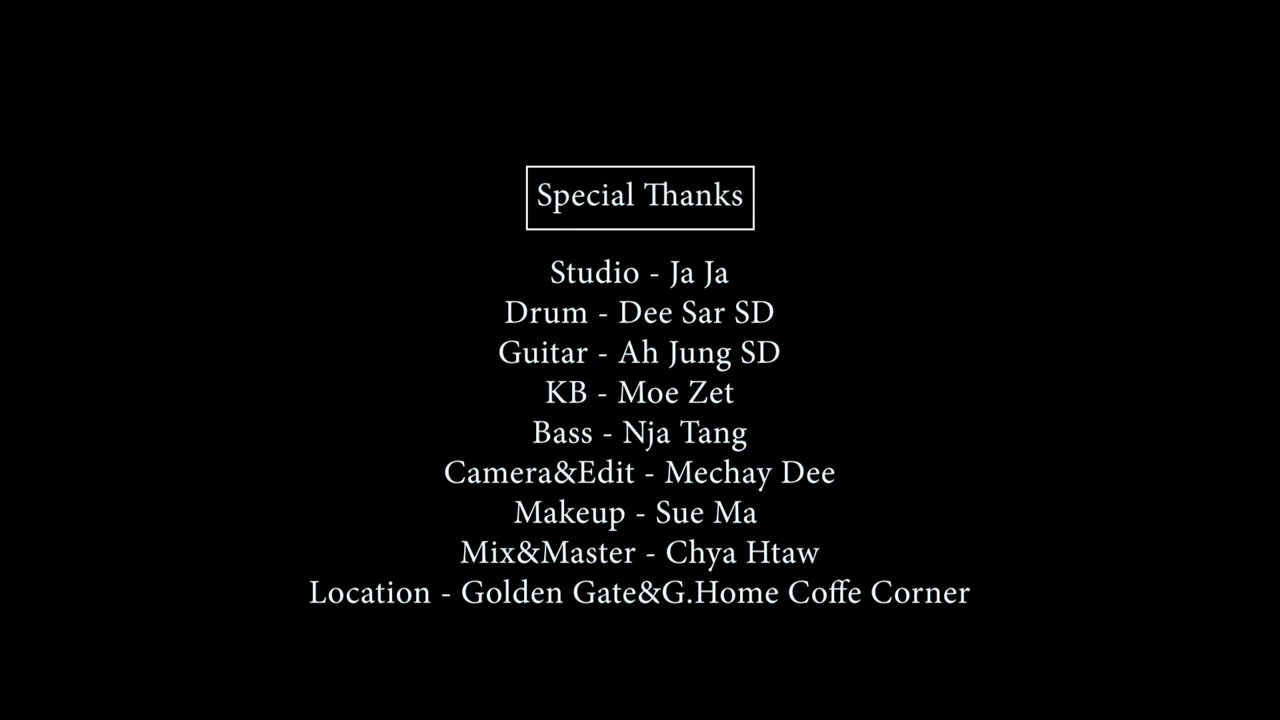 Special Thanks
Studio - Ja Ja
Drum - Dee Sar SD
Guitar - Ah Jung SD
KB - Moe Zet
Bass - Nja Tang
Camera&Edit - Mechay Dee
Makeup - Sue Ma
Mix&Master - Chya Htaw
Location - Golden Gate&G.Home Coffe Corner